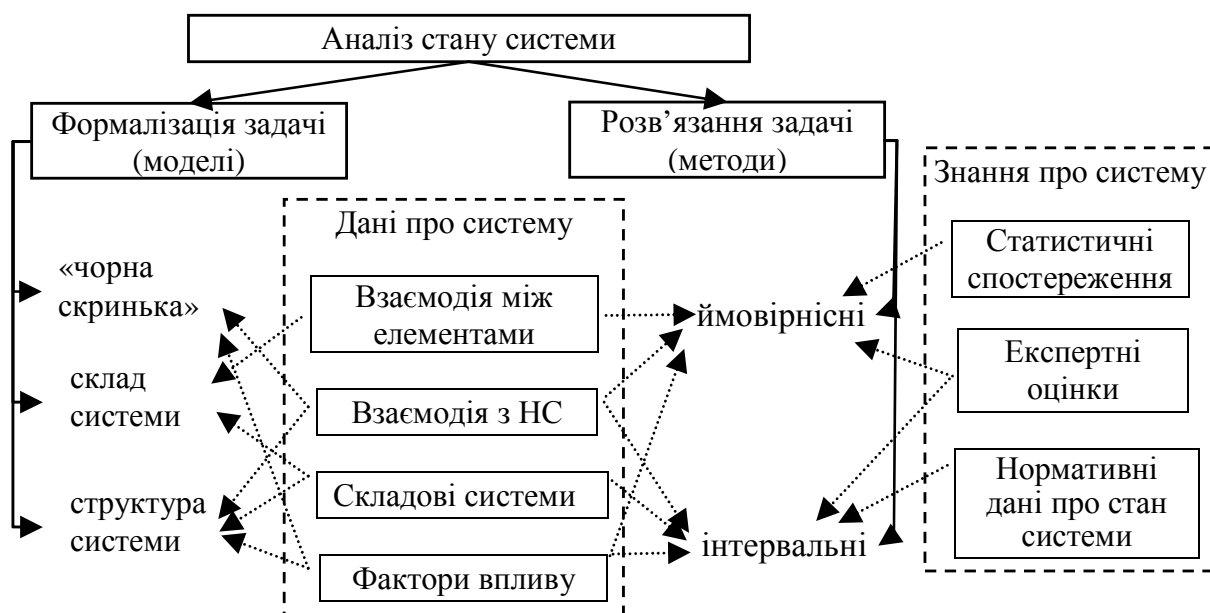 Аналіз стану системи
Формалізація задачі
(моделі)
Розв’язання задачі
(методи)
Знання про систему
Дані про систему
«чорна
скринька»
склад
системи
структура
системи
Взаємодія між
елементами
Взаємодія з НС
Складові системи
Фактори впливу
ймовірнісні
інтервальні
Статистичні
спостереження
Експертні
оцінки
Нормативні
дані про стан
системи